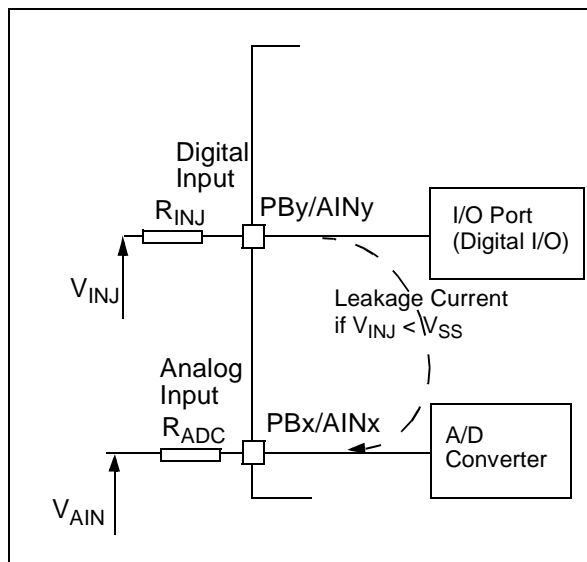 Digital
Input
R_INJ
PBy/AINy
I/O Port
(Digital I/O)
V_INJ
Leakage Current
if V_INJ < V_SS
Analog
Input
R_ADC
PBx/AINx
A/D
Converter
V_AIN